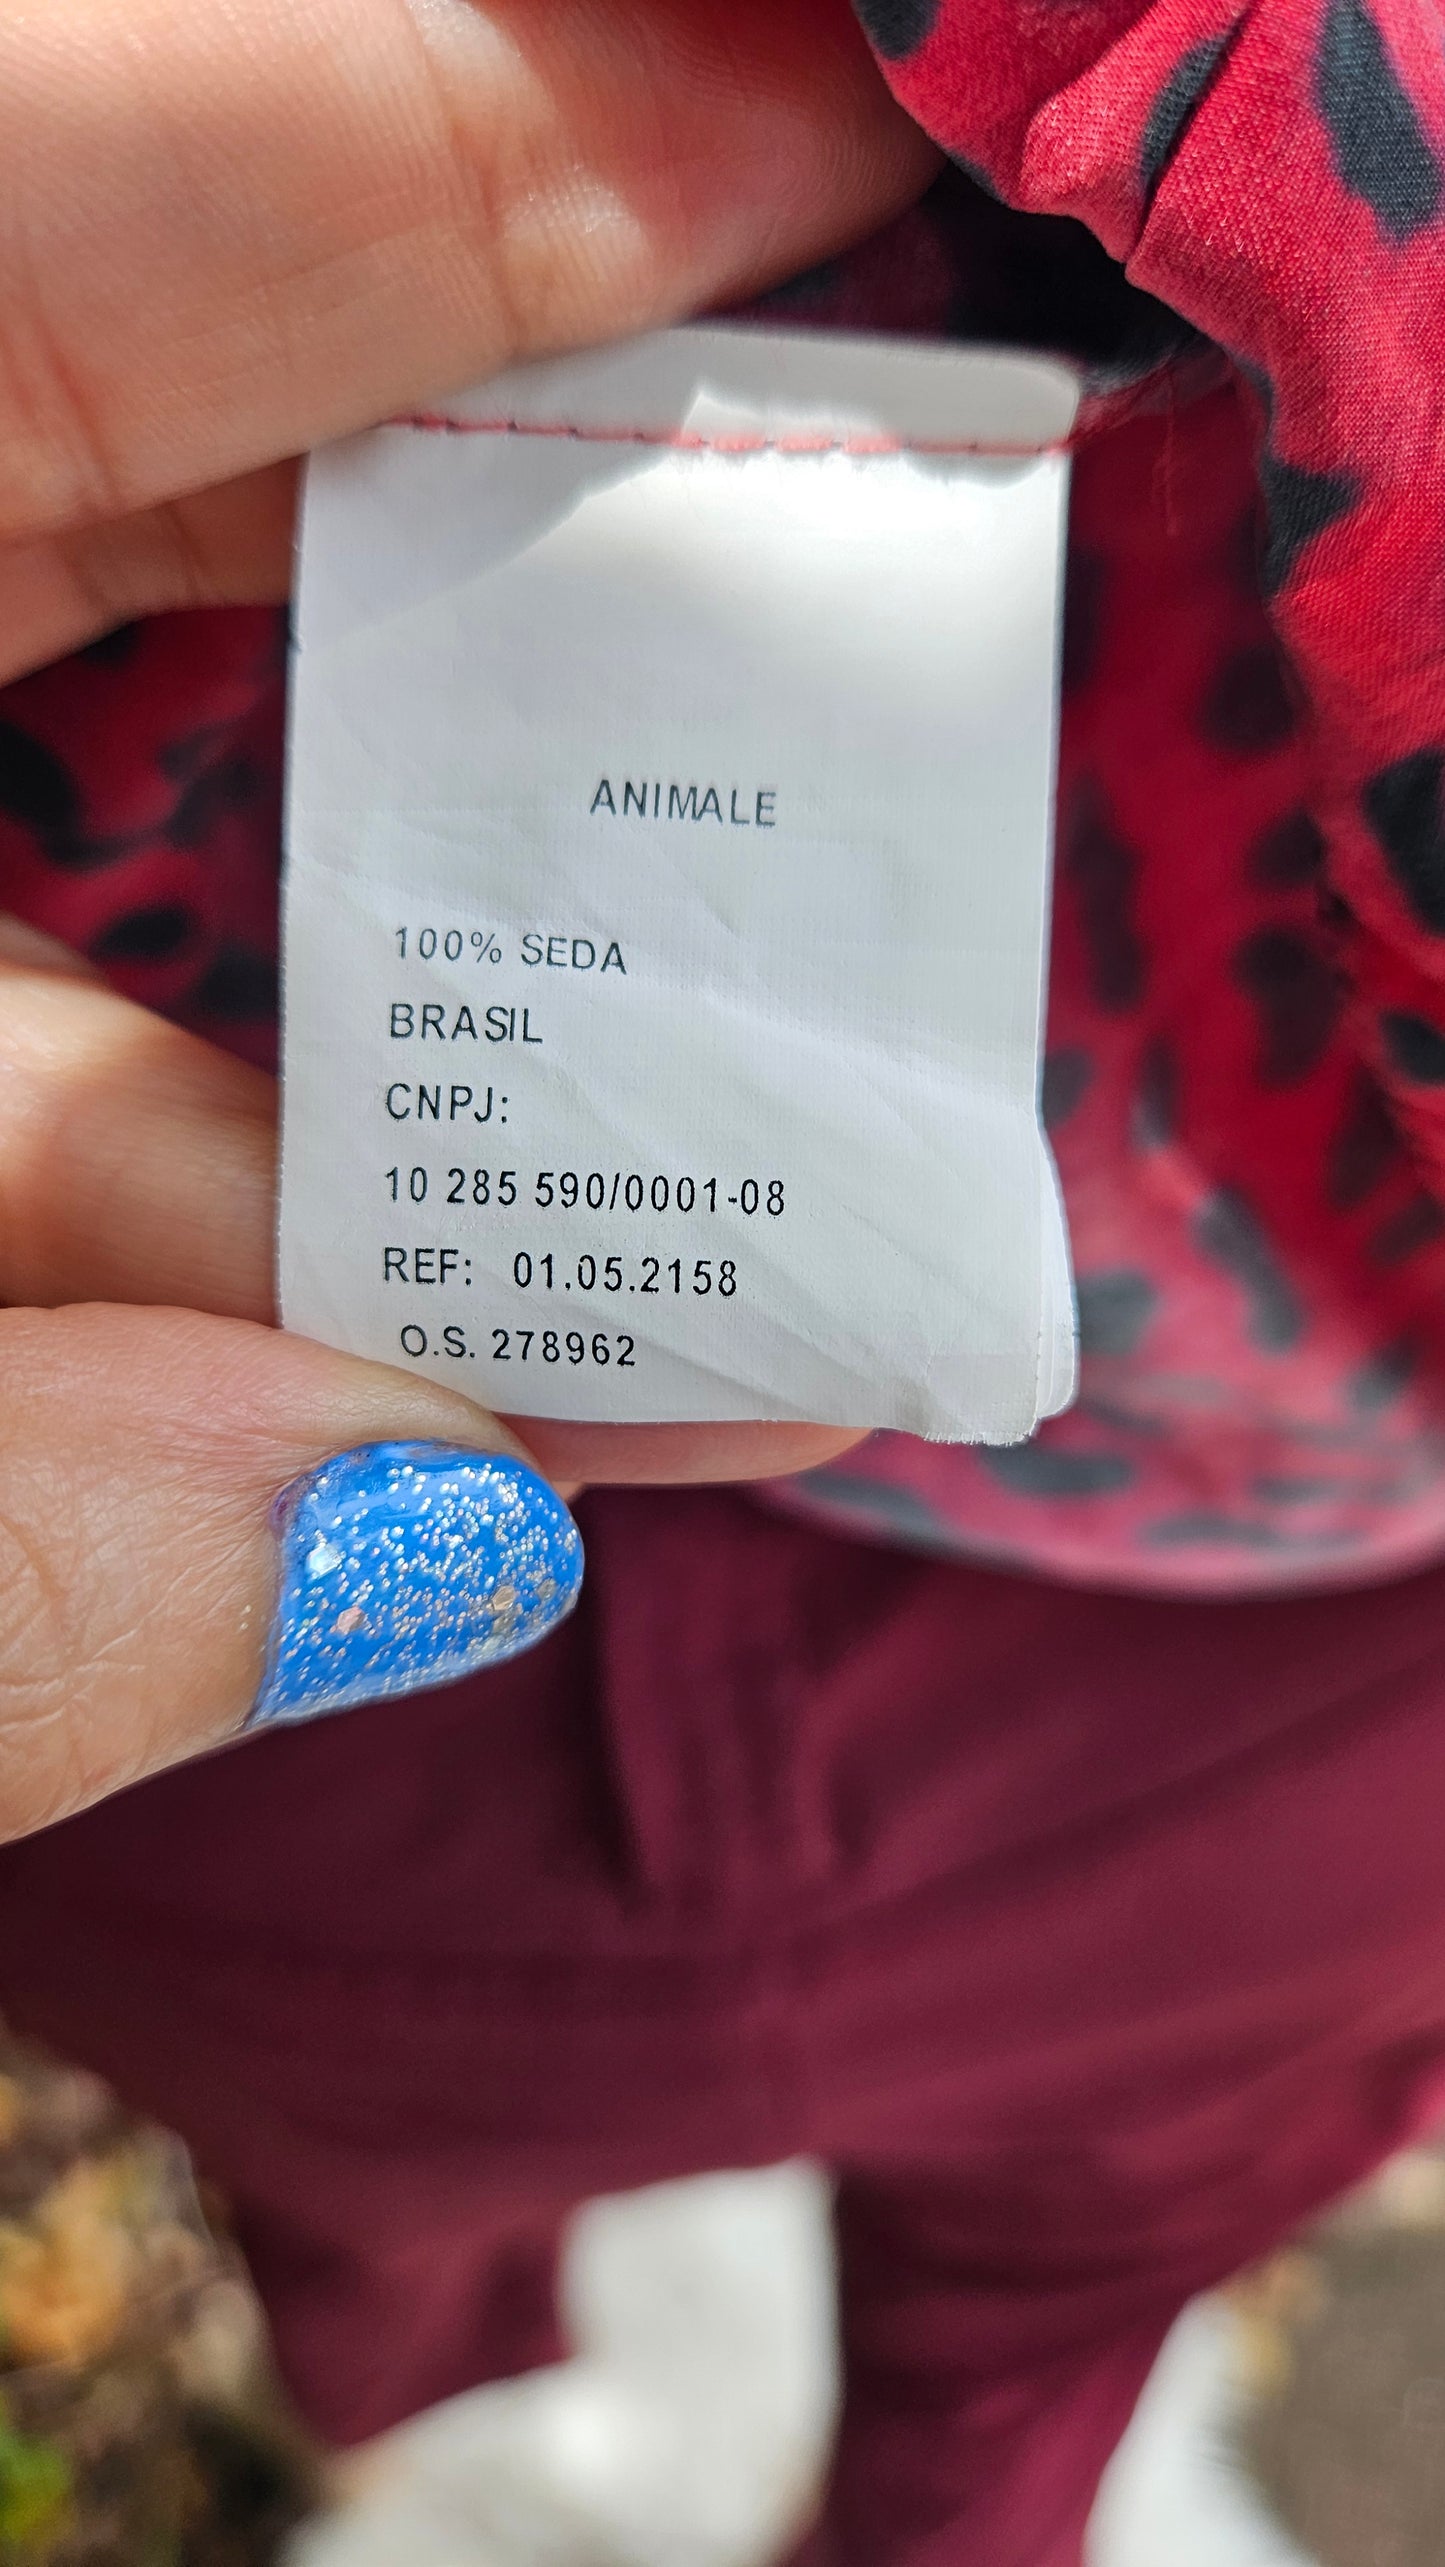 ANIMALE
100% SEDA
BRASIL
CNPJ:
10 285 590/0001-08
REF: 01.05.2158
O.S. 278962